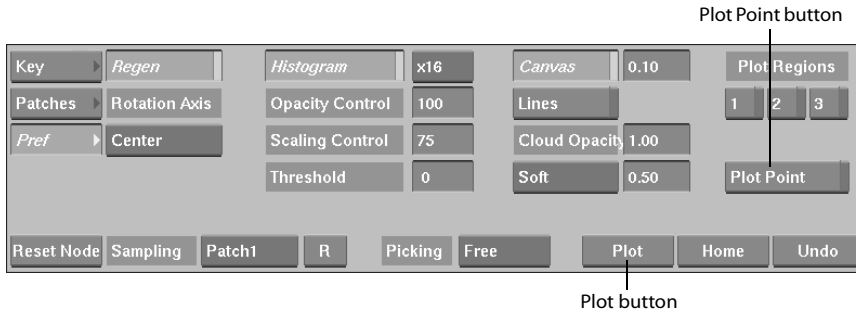 Plot Point button
Key Regen Histogram x16 Canvas 0.10 Plot Regions
Patches Rotation Axis Opacity Control 100 Lines 1 2 3
Pref Center Scaling Control 75 Cloud Opacity 1.00
Threshold 0 Soft 0.50 Plot Point
Reset Node Sampling Patch1 R Picking Free Plot Home Undo
Plot button